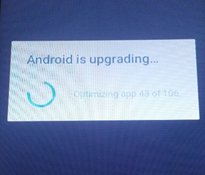 Android is upgrading...
Optimizing app 43 of 106.